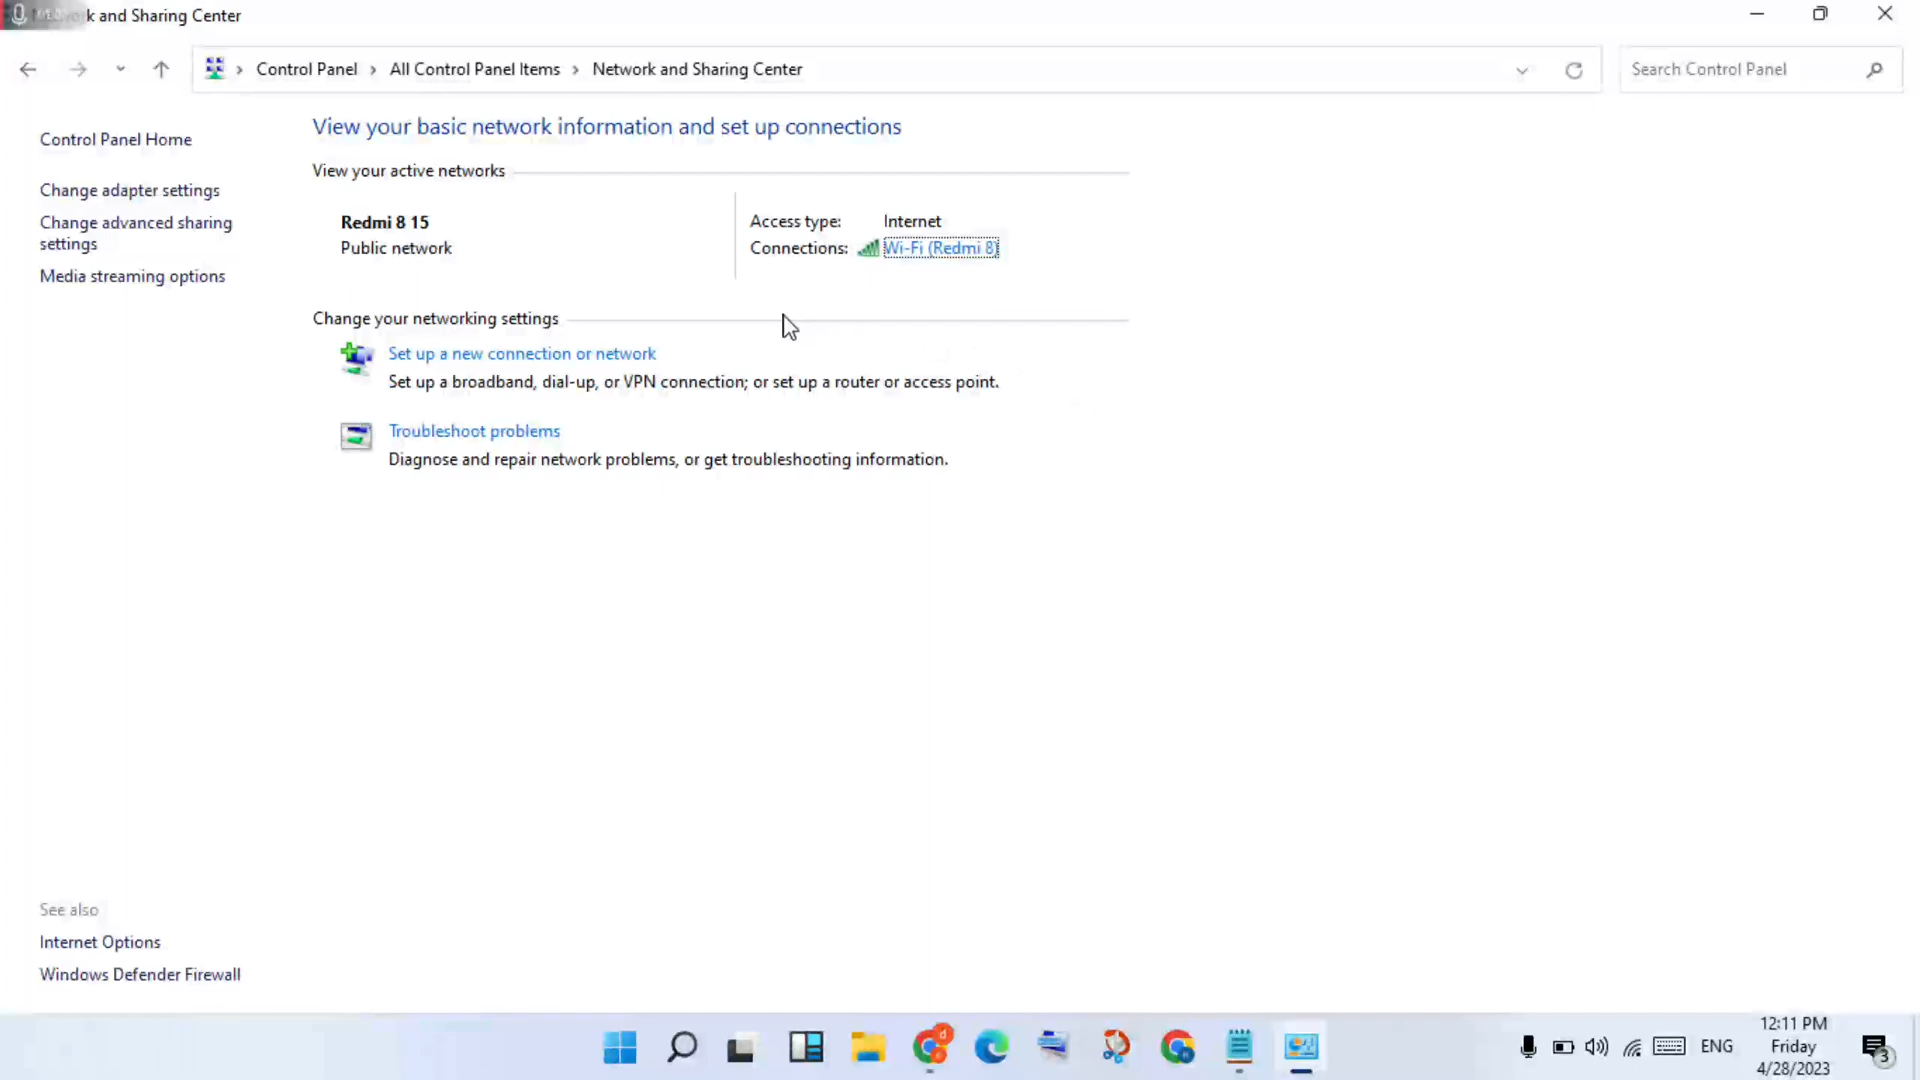 k and Sharing Center
Control Panel
All Control Panel Items
Network and Sharing Center
Search Control Panel
Control Panel Home
Change adapter settings
Change advanced sharing
settings
Media streaming options
View your basic network information and set up connections
View your active networks
Redmi 8 15
Public network
Access type: Internet
Connections: Wi-Fi (Redmi 8)
Change your networking settings
Set up a new connection or network
Set up a broadband, dial-up, or VPN connection; or set up a router or access point.
Troubleshoot problems
Diagnose and repair network problems, or get troubleshooting information.
See also
Internet Options
Windows Defender Firewall
d
ENG
12:11 PM
Friday
4/28/2023
3